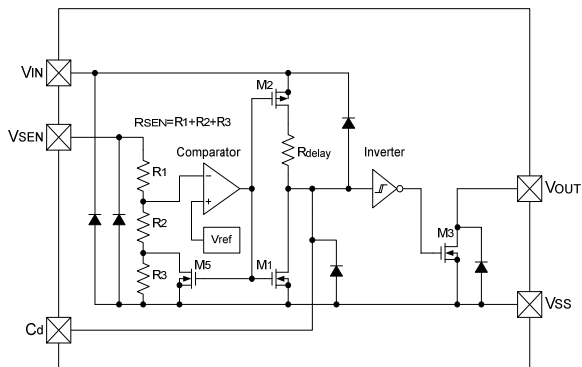 VIN
M2
RSEN=R1+R2+R3
VSEN
Comparator
Rdelay
Inverter
R1
−
+
VOUT
R2
Vref
M3
M5
M1
R3
VSS
Cd